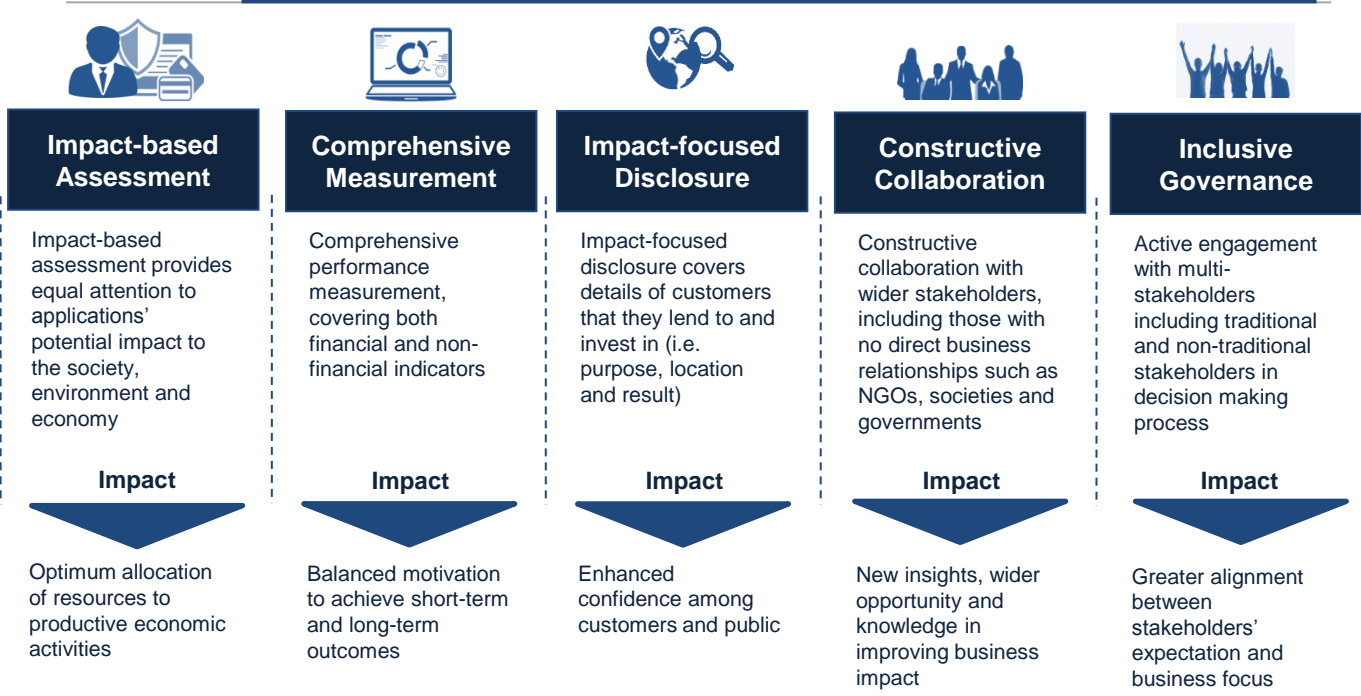 Impact-based
Assessment
Impact-based
assessment provides
equal attention to
applications’
potential impact to
the society,
environment and
economy
Impact
Optimum allocation
of resources to
productive economic
activities
Comprehensive
Measurement
Comprehensive
performance
measurement,
covering both
financial and non-
financial indicators
Impact
Balanced motivation
to achieve short-term
and long-term
outcomes
Impact-focused
Disclosure
Impact-focused
disclosure covers
details of customers
that they lend to and
invest in (i.e.
purpose, location
and result)
Impact
Enhanced
confidence among
customers and public
Constructive
Collaboration
Constructive
collaboration with
wider stakeholders,
including those with
no direct business
relationships such as
NGOs, societies and
governments
Impact
New insights, wider
opportunity and
knowledge in
improving business
impact
Inclusive
Governance
Active engagement
with multi-
stakeholders
including traditional
and non-traditional
stakeholders in
decision making
process
Impact
Greater alignment
between
stakeholders’
expectation and
business focus